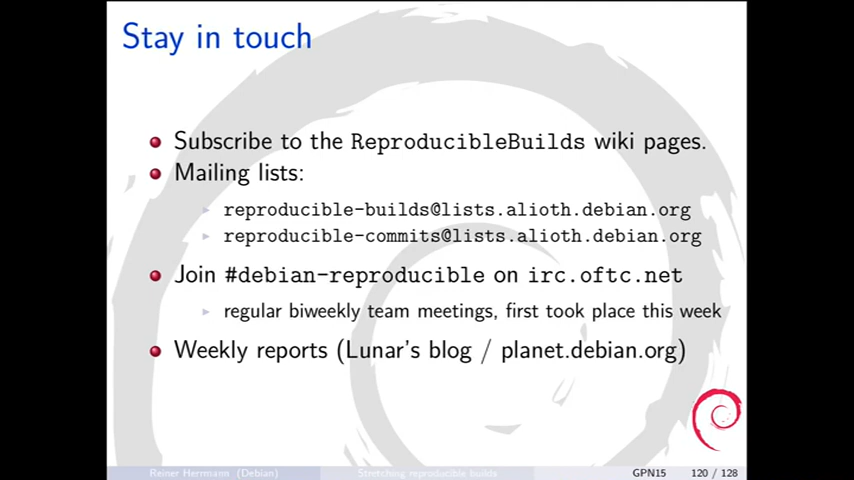 Stay in touch
Subscribe to the ReproducibleBuilds wiki pages.
Mailing lists:
reproducible-builds@lists.alioth.debian.org
reproducible-commits@lists.alioth.debian.org
Join #debian-reproducible on irc.oftc.net
regular biweekly team meetings, first took place this week
Weekly reports (Lunar's blog / planet.debian.org)
Reiner Herrmann (Debian) Stretching reproducible builds GPN15 120 / 128